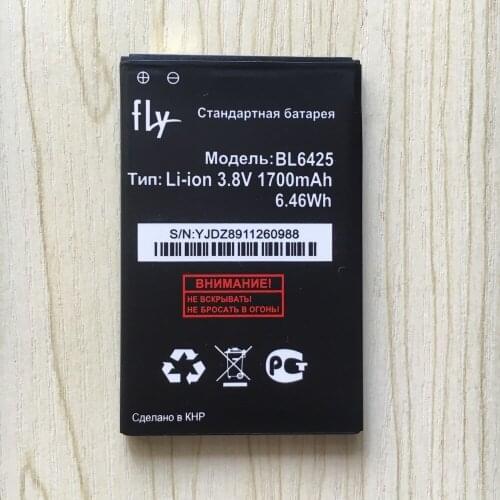 fly
Стандартная батарея
Модель:BL6425
Тип: Li-ion 3.8V 1700mAh
6.46Wh
S/N:YJDZ8911260988
ВНИМАНИЕ!
НЕ ВСКРЫВАТЬ!
НЕ БРОСАТЬ В ОГОНЬ!
Сделано в КНР